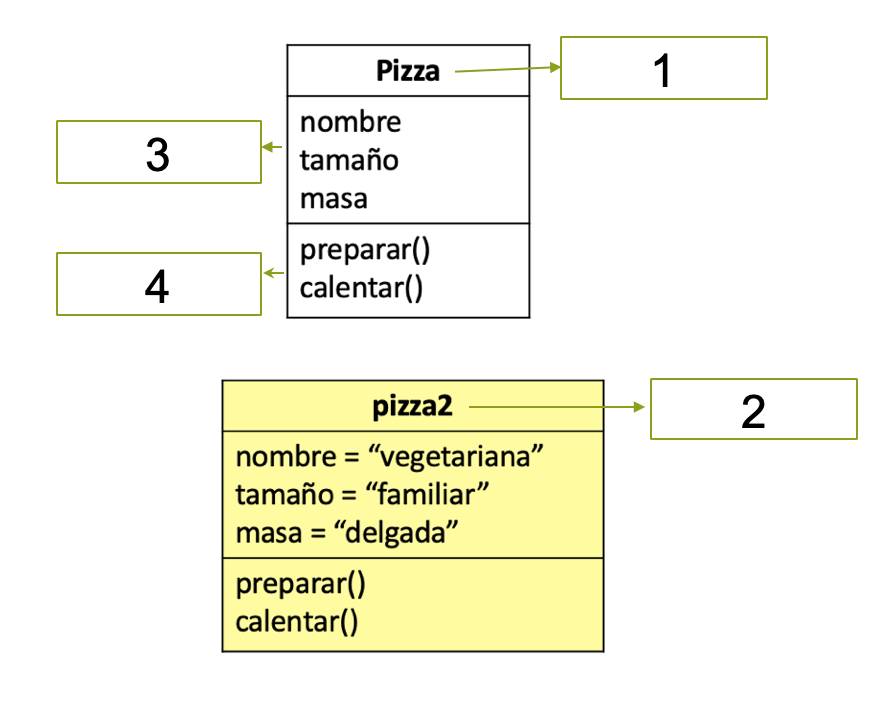 Pizza
1
nombre
tamaño
masa
3
preparar()
calentar()
4
pizza2
2
nombre = “vegetariana”
tamaño = “familiar”
masa = “delgada”
preparar()
calentar()